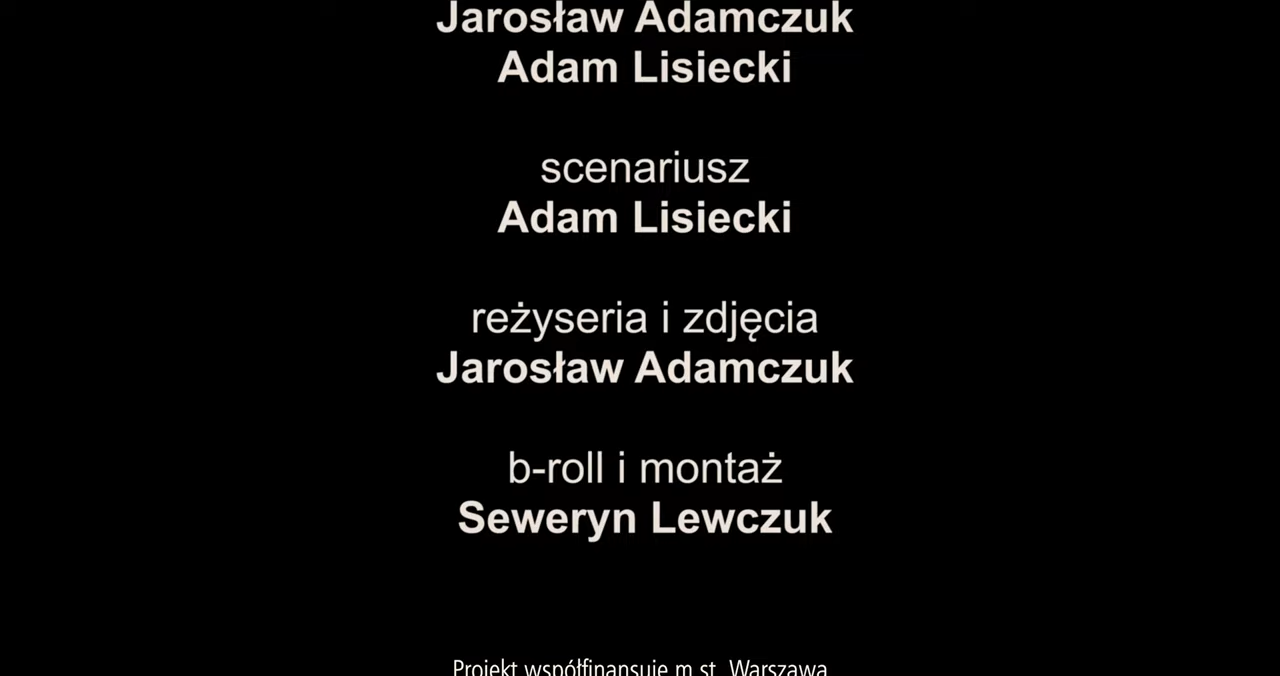 Jarosław Adamczuk
Adam Lisiecki
scenariusz
Adam Lisiecki
reżyseria i zdjęcia
Jarosław Adamczuk
b-roll i montaż
Seweryn Lewczuk
Projekt współfinansuje m.st. Warszawa